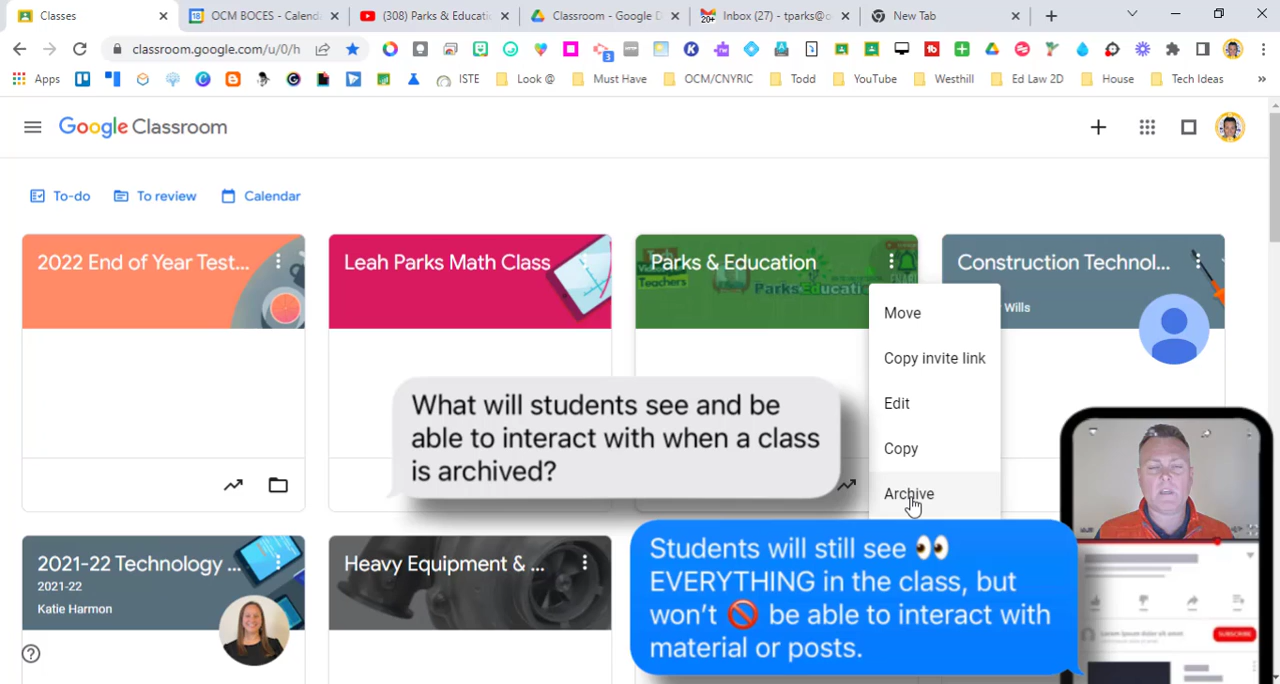 Classes
OCM BOCES - Calenda
(308) Parks & Educati
Classroom - Google D
Inbox (27) - tparks@o
New Tab
classroom.google.com/u/0/h
Apps
ISTE
Look @
Must Have
OCM/CNYRIC
Todd
YouTube
Westhill
Ed Law 2D
House
Tech Ideas
Google Classroom
To-do
To review
Calendar
2022 End of Year Test...
Leah Parks Math Class
Parks & Education
Construction Technol...
Wills
Move
Copy invite link
Edit
Copy
Archive
What will students see and be
able to interact with when a class
is archived?
Students will still see 👀
EVERYTHING in the class, but
won't 🚫 be able to interact with
material or posts.
2021-22 Technology ...
2021-22
Katie Harmon
Heavy Equipment & ...
SUBSCRIBE